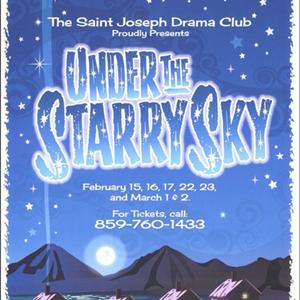 The Saint Joseph Drama Club
Proudly Presents
UNDER THE
STARRY SKY
February 15, 16, 17, 22, 23,
and March 1 & 2.
For Tickets, call:
859-760-1433